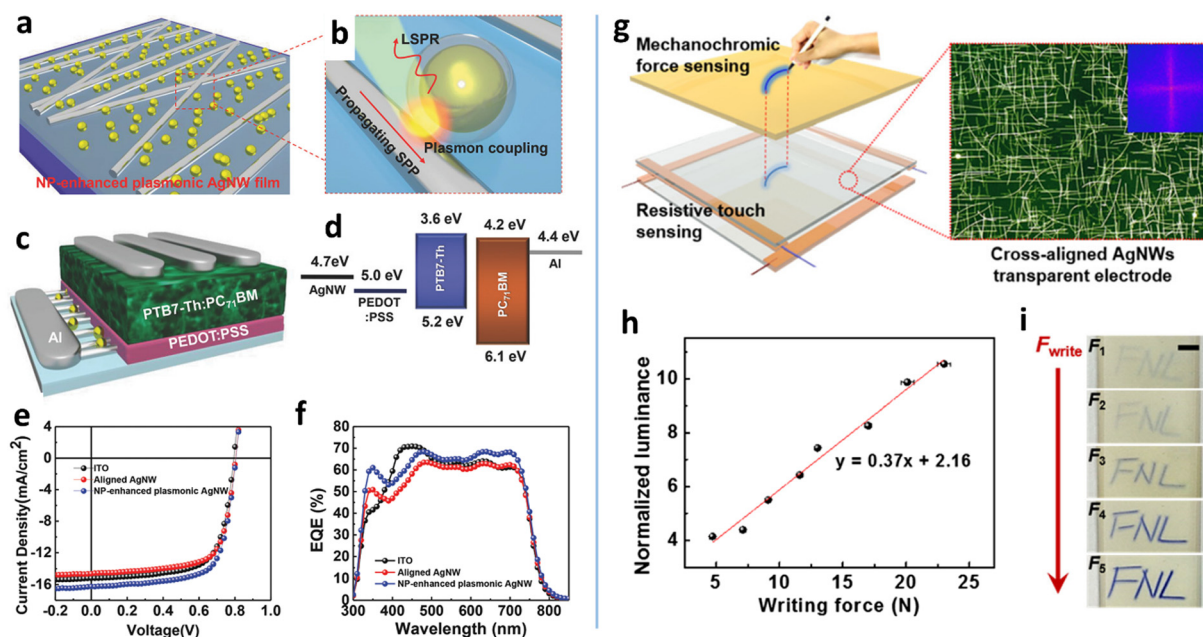 a
LSPR
Propagating SPP
Plasmon coupling
NP-enhanced plasmonic AgNW film
b
c
Al
PTB7-Th:PC₇₁BM
PEDOT:PSS
d
3.6 eV
4.2 eV
4.4 eV
Al
4.7eV
AgNW
5.0 eV
PEDOT
:PSS
PTB7-Th
PC₇₁BM
5.2 eV
6.1 eV
e
Current Density(mA/cm²)
4
0
-4
-8
-12
-16
ITO
Aligned AgNW
NP-enhanced plasmonic AgNW
-0.2 0.0 0.2 0.4 0.6 0.8 1.0
Voltage(V)
f
EQE (%)
80
70
60
50
40
30
20
10
0
ITO
Aligned AgNW
NP-enhanced plasmonic AgNW
300 400 500 600 700 800
Wavelength (nm)
g
Mechanochromic
force sensing
Resistive touch
sensing
Cross-aligned AgNWs
transparent electrode
h
Normalized luminance
10
8
6
4
y = 0.37x + 2.16
5 10 15 20 25
Writing force (N)
i
Fwrite
F₁
FNL
F₂
FNL
F₃
FNL
F₄
FNL
F₅
FNL